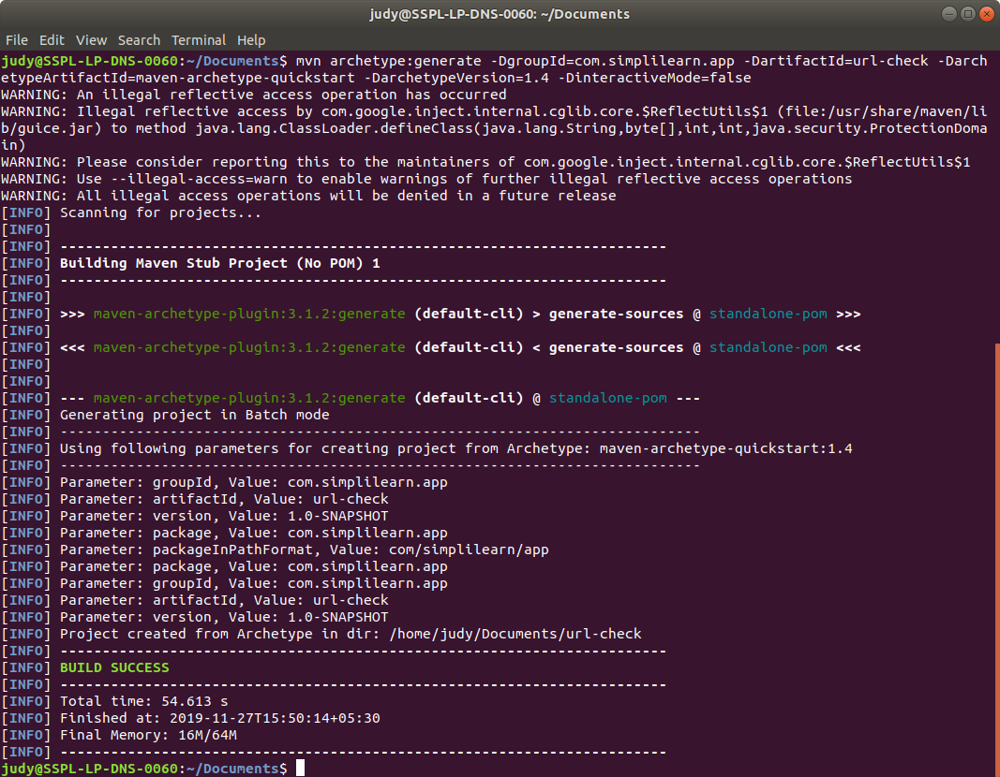 judy@SSPL-LP-DNS-0060: ~/Documents
File Edit View Search Terminal Help
judy@SSPL-LP-DNS-0060:~/Documents$ mvn archetype:generate -DgroupId=com.simplilearn.app -DartifactId=url-check -Darch
etypeArtifactId=maven-archetype-quickstart -DarchetypeVersion=1.4 -DinteractiveMode=false
WARNING: An illegal reflective access operation has occurred
WARNING: Illegal reflective access by com.google.inject.internal.cglib.core.$ReflectUtils$1 (file:/usr/share/maven/li
b/guice.jar) to method java.lang.ClassLoader.defineClass(java.lang.String,byte[],int,int,java.security.ProtectionDoma
in)
WARNING: Please consider reporting this to the maintainers of com.google.inject.internal.cglib.core.$ReflectUtils$1
WARNING: Use --illegal-access=warn to enable warnings of further illegal reflective access operations
WARNING: All illegal access operations will be denied in a future release
[INFO] Scanning for projects...
[INFO]
[INFO] ------------------------------------------------------------------------
[INFO] Building Maven Stub Project (No POM) 1
[INFO] ------------------------------------------------------------------------
[INFO]
[INFO] >>> maven-archetype-plugin:3.1.2:generate (default-cli) > generate-sources @ standalone-pom >>>
[INFO]
[INFO] <<< maven-archetype-plugin:3.1.2:generate (default-cli) < generate-sources @ standalone-pom <<<
[INFO]
[INFO]
[INFO] --- maven-archetype-plugin:3.1.2:generate (default-cli) @ standalone-pom ---
[INFO] Generating project in Batch mode
[INFO] ----------------------------------------------------------------------------
[INFO] Using following parameters for creating project from Archetype: maven-archetype-quickstart:1.4
[INFO] ----------------------------------------------------------------------------
[INFO] Parameter: groupId, Value: com.simplilearn.app
[INFO] Parameter: artifactId, Value: url-check
[INFO] Parameter: version, Value: 1.0-SNAPSHOT
[INFO] Parameter: package, Value: com.simplilearn.app
[INFO] Parameter: packageInPathFormat, Value: com/simplilearn/app
[INFO] Parameter: package, Value: com.simplilearn.app
[INFO] Parameter: groupId, Value: com.simplilearn.app
[INFO] Parameter: artifactId, Value: url-check
[INFO] Parameter: version, Value: 1.0-SNAPSHOT
[INFO] Project created from Archetype in dir: /home/judy/Documents/url-check
[INFO] ------------------------------------------------------------------------
[INFO] BUILD SUCCESS
[INFO] ------------------------------------------------------------------------
[INFO] Total time: 54.613 s
[INFO] Finished at: 2019-11-27T15:50:14+05:30
[INFO] Final Memory: 16M/64M
[INFO] ------------------------------------------------------------------------
judy@SSPL-LP-DNS-0060:~/Documents$